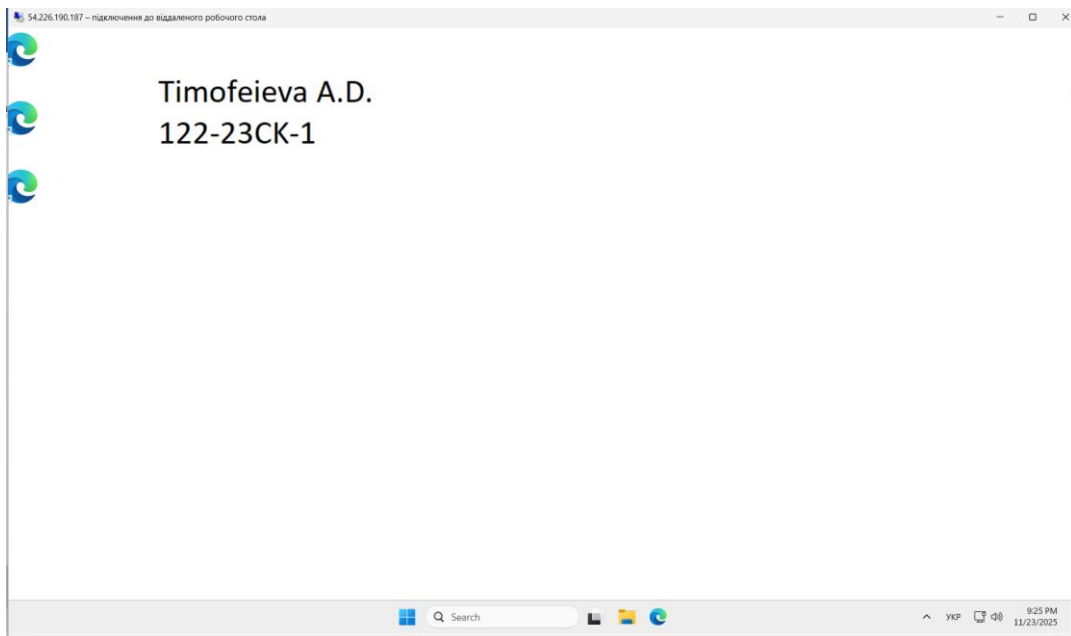 54.226.190.187 – підключення до віддаленого робочого стола
Timofeieva A.D.
122-23СК-1
Search
УКР
9:25 PM
11/23/2025